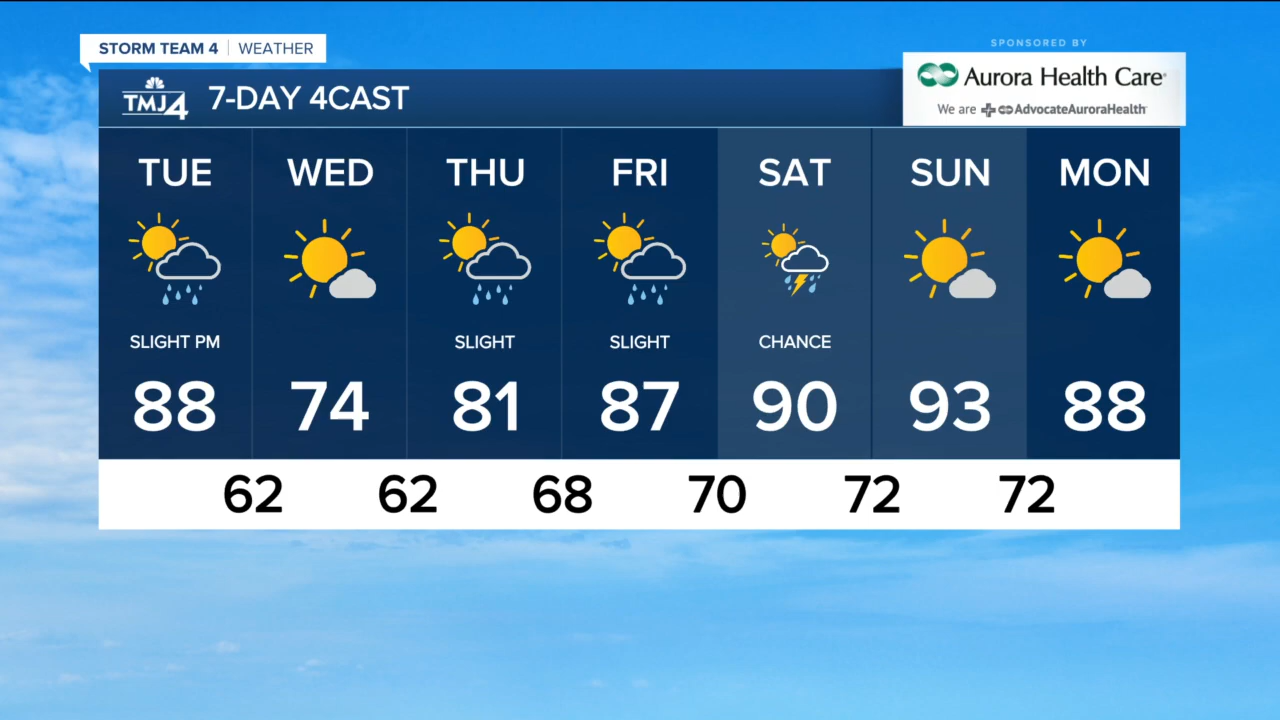 STORM TEAM 4 | WEATHER
SPONSORED BY
Aurora Health Care®
We are AdvocateAuroraHealth
TMJ4
7-DAY 4CAST
TUE WED THU FRI SAT SUN MON
SLIGHT PM SLIGHT SLIGHT CHANCE
88 74 81 87 90 93 88
62 62 68 70 72 72